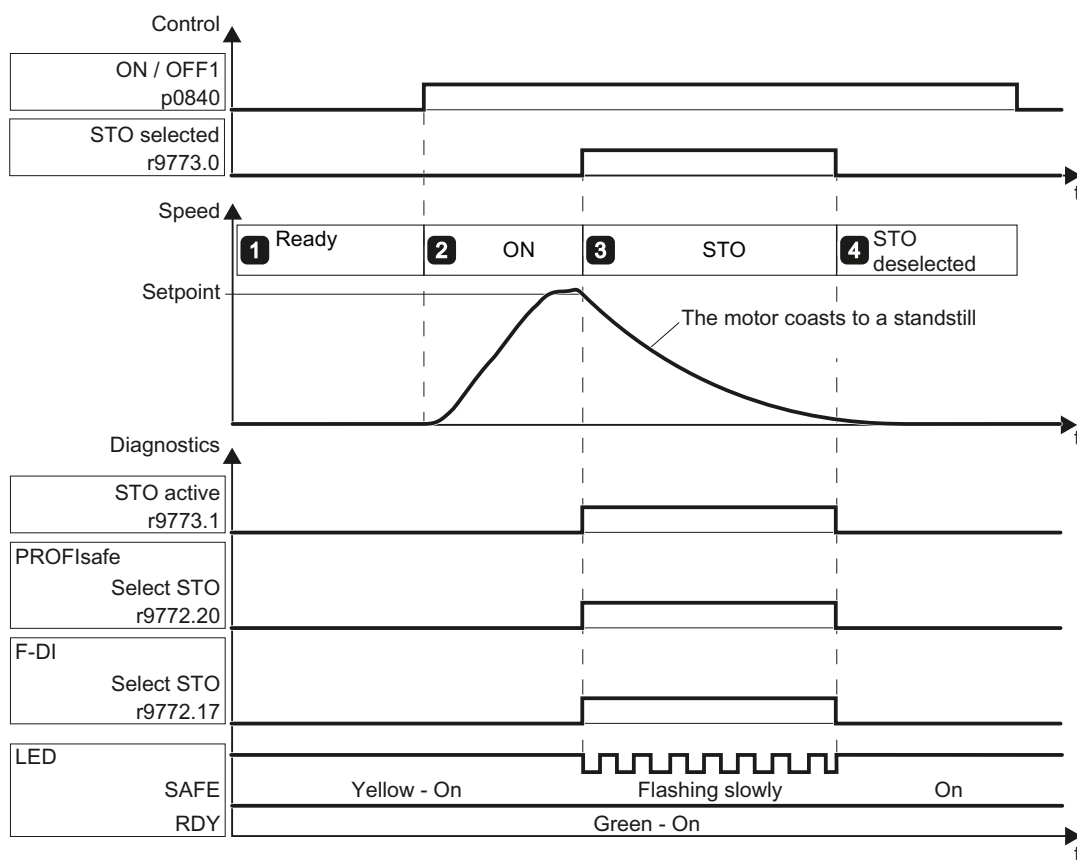 Control
ON / OFF1
p0840
STO selected
r9773.0
t
Speed
1 Ready
2 ON
3 STO
4 STO
deselected
Setpoint
The motor coasts to a standstill
t
Diagnostics
STO active
r9773.1
PROFIsafe
Select STO
r9772.20
F-DI
Select STO
r9772.17
LED
SAFE Yellow - On Flashing slowly On
RDY Green - On
t